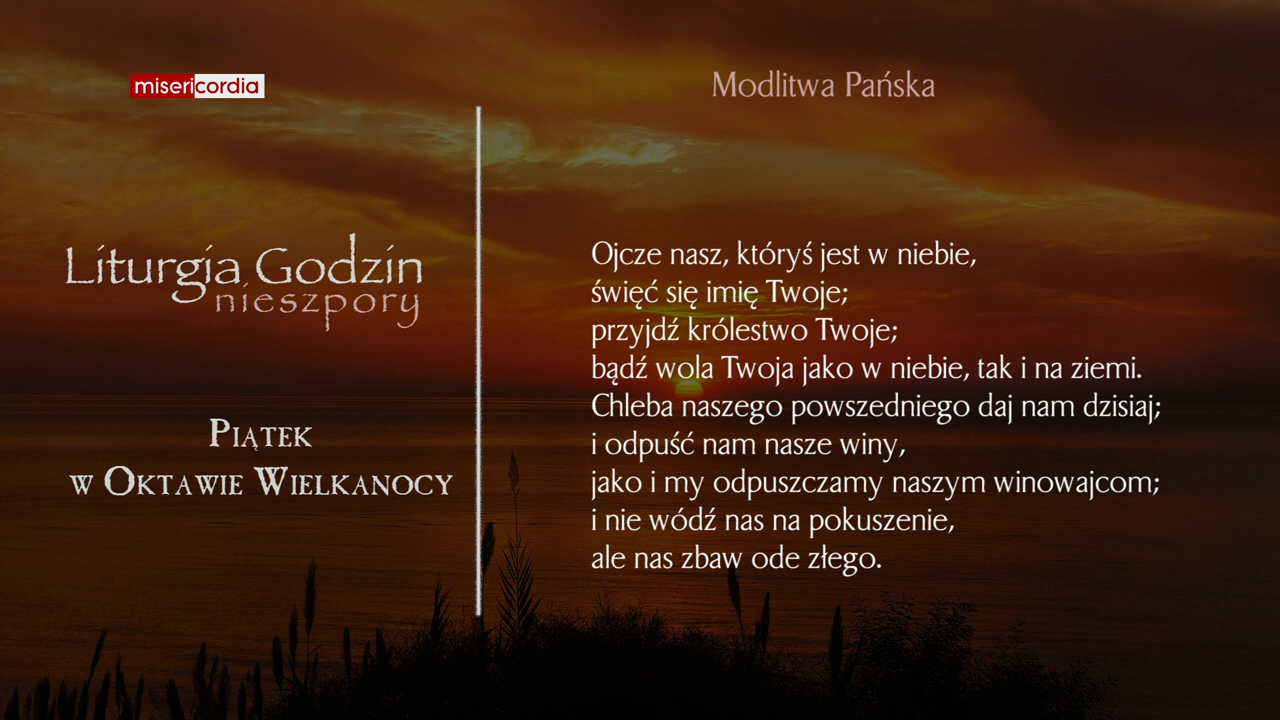 misericordia
Liturgia Godzin
nieszpory
Piątek
w Oktawie Wielkanocy
Modlitwa Pańska
Ojcze nasz, któryś jest w niebie,
święć się imię Twoje;
przyjdź królestwo Twoje;
bądź wola Twoja jako w niebie, tak i na ziemi.
Chleba naszego powszedniego daj nam dzisiaj;
i odpuść nam nasze winy,
jako i my odpuszczamy naszym winowajcom;
i nie wódź nas na pokuszenie,
ale nas zbaw ode złego.